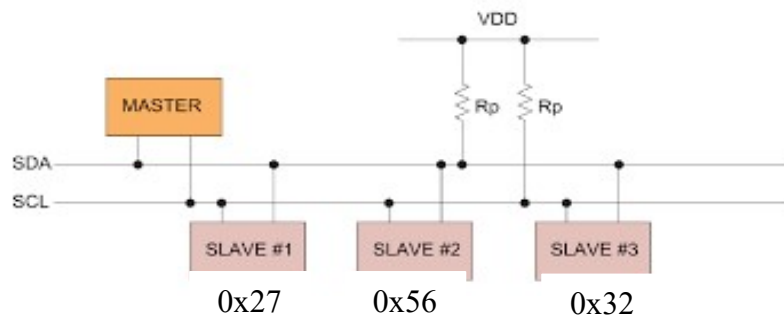 VDD
MASTER
Rp Rp
SDA
SCL
SLAVE #1 SLAVE #2 SLAVE #3
0x27 0x56 0x32